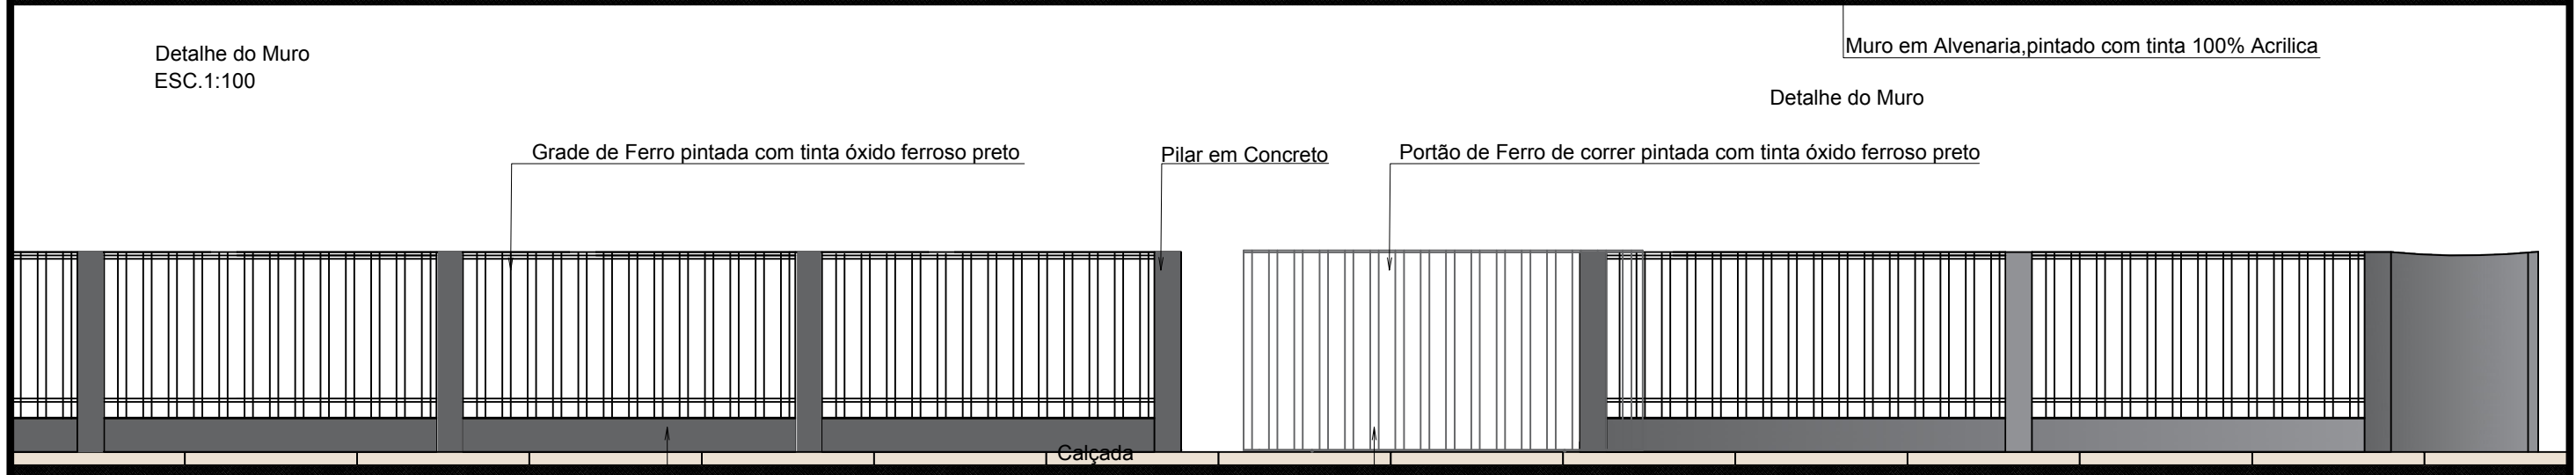 Detalhe do Muro
ESC.1:100
Muro em Alvenaria,pintado com tinta 100% Acrilica
Detalhe do Muro
Grade de Ferro pintada com tinta óxido ferroso preto
Pilar em Concreto
Portão de Ferro de correr pintada com tinta óxido ferroso preto
Calçada